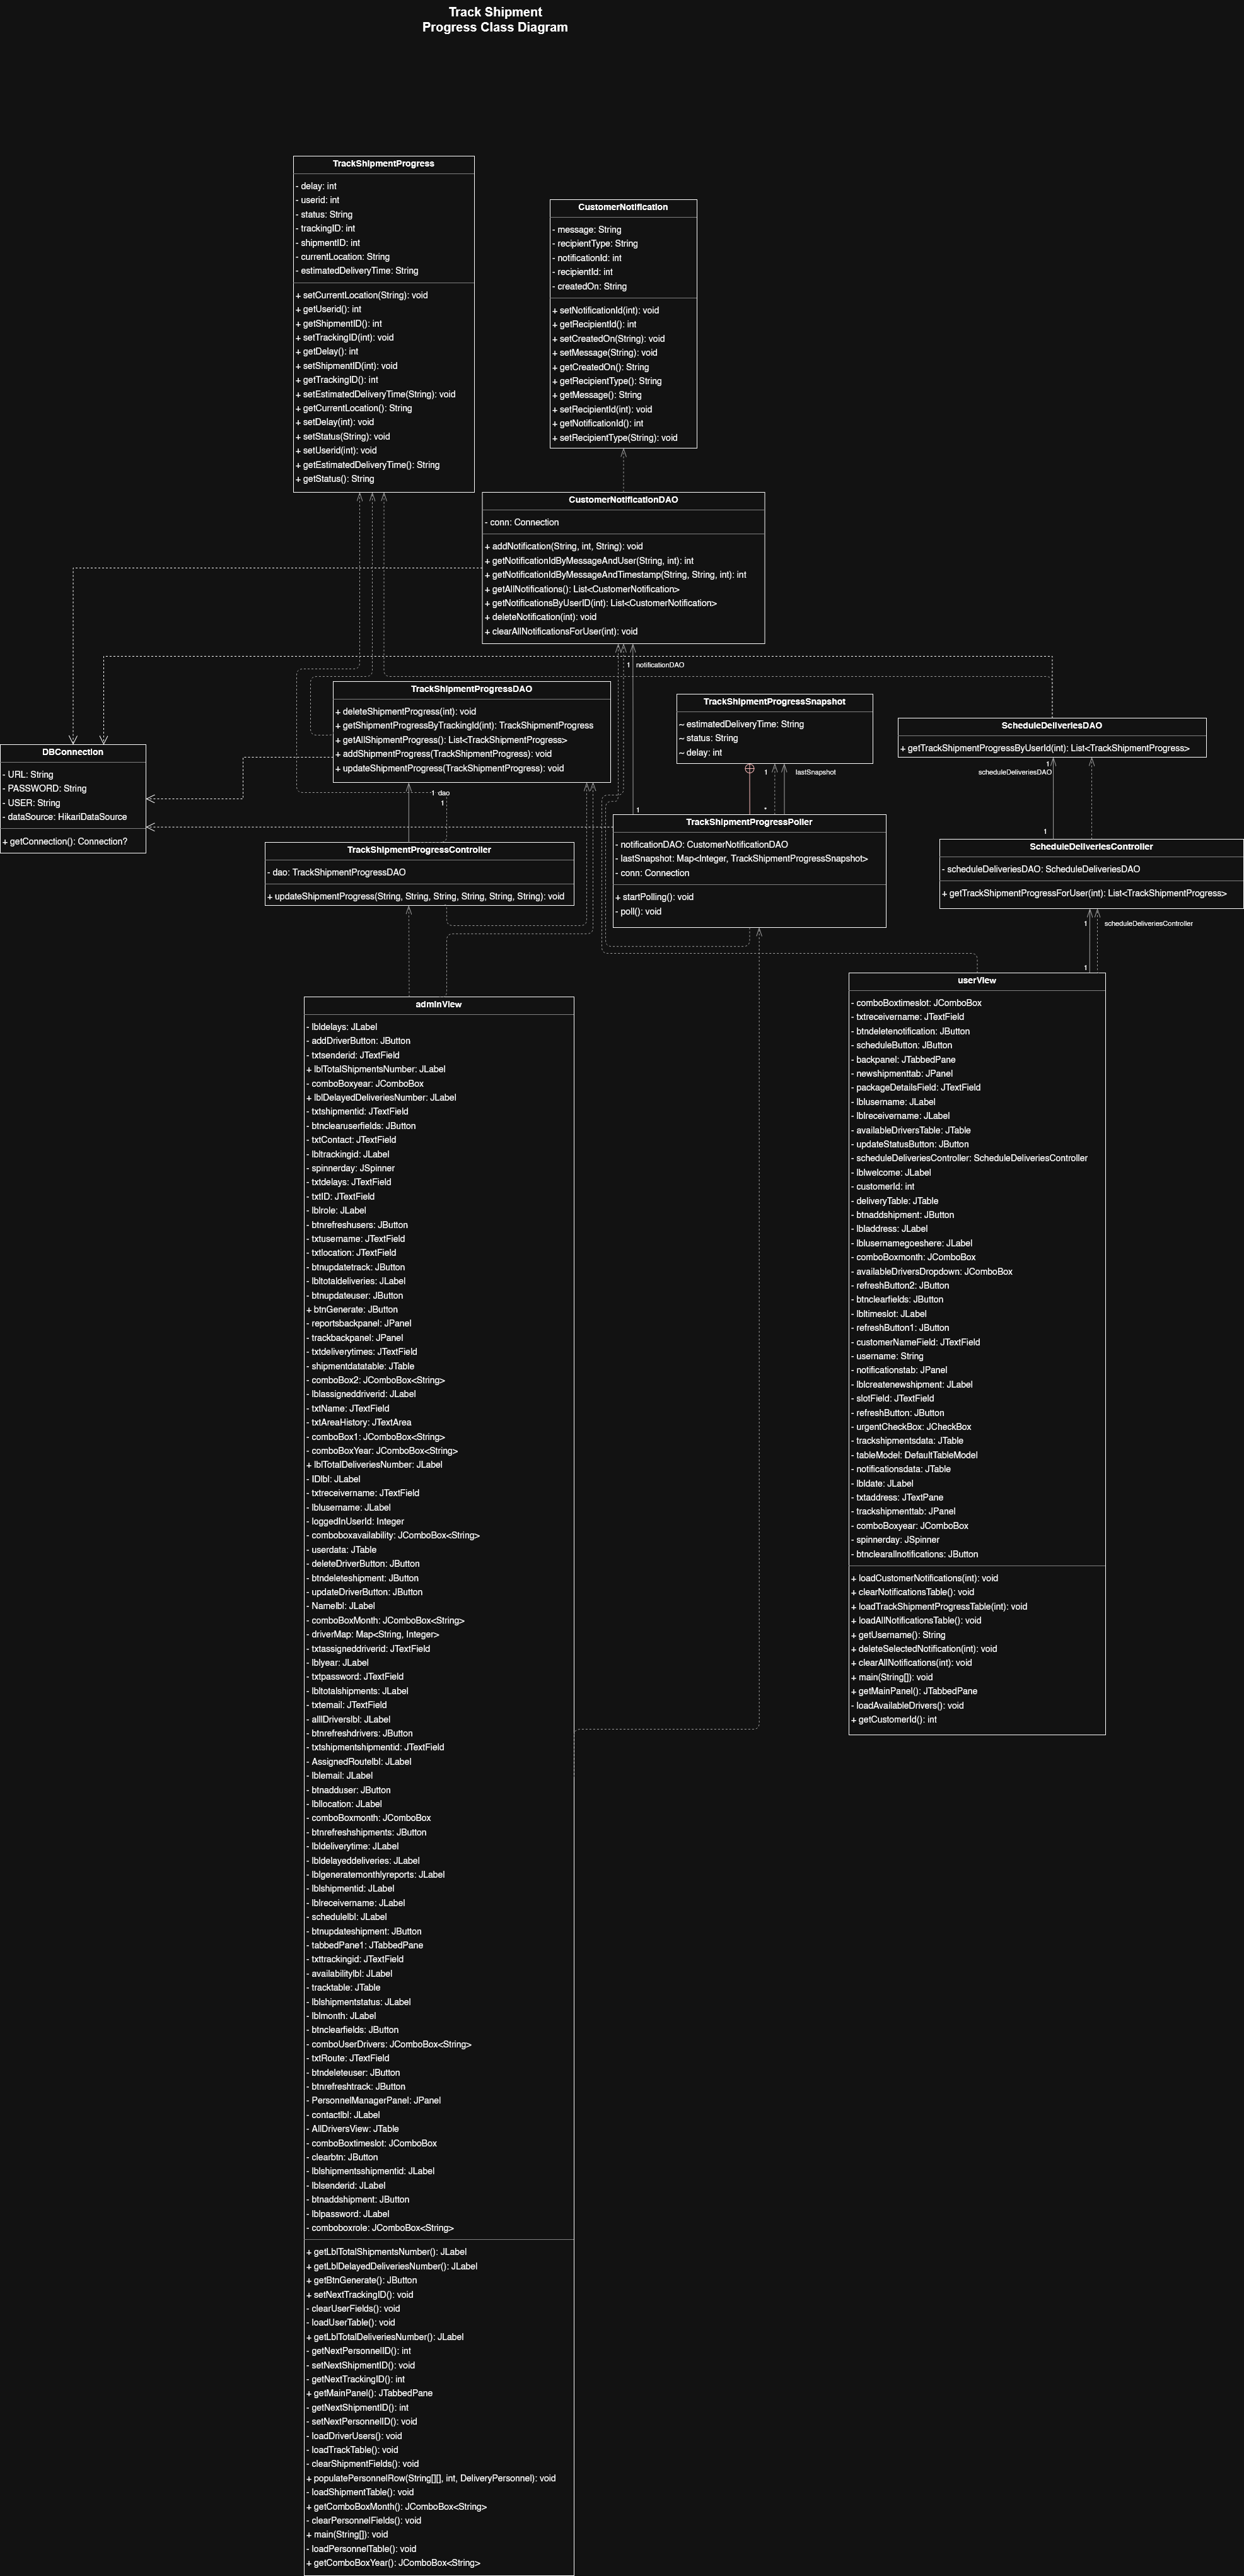 Track Shipment
Progress Class Diagram
TrackShipmentProgress
- delay: int
- userid: int
- status: String
- trackingID: int
- shipmentID: int
- currentLocation: String
- estimatedDeliveryTime: String
+ setCurrentLocation(String): void
+ getUserid(): int
+ getShipmentID(): int
+ setTrackingID(int): void
+ getDelay(): int
+ setShipmentID(int): void
+ getTrackingID(): int
+ setEstimatedDeliveryTime(String): void
+ getCurrentLocation(): String
+ setDelay(int): void
+ setStatus(String): void
+ setUserid(int): void
+ getEstimatedDeliveryTime(): String
+ getStatus(): String
CustomerNotification
- message: String
- recipientType: String
- notificationId: int
- recipientId: int
- createdOn: String
+ setNotificationId(int): void
+ getRecipientId(): int
+ setCreatedOn(String): void
+ setMessage(String): void
+ getCreatedOn(): String
+ getRecipientType(): String
+ getMessage(): String
+ setRecipientId(int): void
+ getNotificationId(): int
+ setRecipientType(String): void
CustomerNotificationDAO
- conn: Connection
+ addNotification(String, int, String): void
+ getNotificationIdByMessageAndUser(String, int): int
+ getNotificationIdByMessageAndTimestamp(String, String, int): int
+ getAllNotifications(): List<CustomerNotification>
+ getNotificationsByUserID(int): List<CustomerNotification>
+ deleteNotification(int): void
+ clearAllNotificationsForUser(int): void
1 notificationDAO
TrackShipmentProgressDAO
+ deleteShipmentProgress(int): void
+ getShipmentProgressByTrackingId(int): TrackShipmentProgress
+ getAllShipmentProgress(): List<TrackShipmentProgress>
+ addShipmentProgress(TrackShipmentProgress): void
+ updateShipmentProgress(TrackShipmentProgress): void
TrackShipmentProgressSnapshot
~ estimatedDeliveryTime: String
~ status: String
~ delay: int
ScheduleDeliveriesDAO
+ getTrackShipmentProgressByUserId(int): List<TrackShipmentProgress>
DBConnection
- URL: String
- PASSWORD: String
- USER: String
- dataSource: HikariDataSource
+ getConnection(): Connection?
1 dao
1
1 lastSnapshot
*
1
1
scheduleDeliveriesDAO
1
TrackShipmentProgressController
- dao: TrackShipmentProgressDAO
+ updateShipmentProgress(String, String, String, String, String, String): void
TrackShipmentProgressPoller
- notificationDAO: CustomerNotificationDAO
- lastSnapshot: Map<Integer, TrackShipmentProgressSnapshot>
- conn: Connection
+ startPolling(): void
- poll(): void
ScheduleDeliveriesController
- scheduleDeliveriesDAO: ScheduleDeliveriesDAO
+ getTrackShipmentProgressForUser(int): List<TrackShipmentProgress>
1 scheduleDeliveriesController
1
adminView
- lbldelays: JLabel
- addDriverButton: JButton
- txtsenderid: JTextField
+ lblTotalShipmentsNumber: JLabel
- comboBoxyear: JComboBox
+ lblDelayedDeliveriesNumber: JLabel
- txtshipmentid: JTextField
- btnclearuserfields: JButton
- txtContact: JTextField
- lbltrackingid: JLabel
- spinnerday: JSpinner
- txtdelays: JTextField
- txtID: JTextField
- lblrole: JLabel
- btnrefreshusers: JButton
- txtusername: JTextField
- txtlocation: JTextField
- btnupdatetrack: JButton
- lbltotaldeliveries: JLabel
- btnupdateuser: JButton
+ btnGenerate: JButton
- reportsbackpanel: JPanel
- trackbackpanel: JPanel
- txtdeliverytimes: JTextField
- shipmentdatatable: JTable
- comboBox2: JComboBox<String>
- lblassigneddriverid: JLabel
- txtName: JTextField
- txtAreaHistory: JTextArea
- comboBox1: JComboBox<String>
- comboBoxYear: JComboBox<String>
+ lblTotalDeliveriesNumber: JLabel
- IDlbl: JLabel
- txtreceivername: JTextField
- lblusername: JLabel
- loggedInUserId: Integer
- comboboxavailability: JComboBox<String>
- userdata: JTable
- deleteDriverButton: JButton
- btndeleteshipment: JButton
- updateDriverButton: JButton
- Namelbl: JLabel
- comboBoxMonth: JComboBox<String>
- driverMap: Map<String, Integer>
- txtassigneddriverid: JTextField
- lblyear: JLabel
- txtpassword: JTextField
- lbltotalshipments: JLabel
- txtemail: JTextField
- alllDriverslbl: JLabel
- btnrefreshdrivers: JButton
- txtshipmentshipmentid: JTextField
- AssignedRoutelbl: JLabel
- lblemail: JLabel
- btnadduser: JButton
- lbllocation: JLabel
- comboBoxmonth: JComboBox
- btnrefreshshipments: JButton
- lbldeliverytime: JLabel
- lbldelayeddeliveries: JLabel
- lblgeneratemonthlyreports: JLabel
- lblshipmentid: JLabel
- lblreceivername: JLabel
- schedulelbl: JLabel
- btnupdateshipment: JButton
- tabbedPane1: JTabbedPane
- txttrackingid: JTextField
- availabilitylbl: JLabel
- tracktable: JTable
- lblshipmentstatus: JLabel
- lblmonth: JLabel
- btnclearfields: JButton
- comboUserDrivers: JComboBox<String>
- txtRoute: JTextField
- btndeleteuser: JButton
- btnrefreshtrack: JButton
- PersonnelManagerPanel: JPanel
- contactlbl: JLabel
- AllDriversView: JTable
- comboBoxtimeslot: JComboBox
- clearbtn: JButton
- lblshipmentsshipmentid: JLabel
- lblsenderid: JLabel
- btnaddshipment: JButton
- lblpassword: JLabel
- comboboxrole: JComboBox<String>
+ getLblTotalShipmentsNumber(): JLabel
+ getLblDelayedDeliveriesNumber(): JLabel
+ getBtnGenerate(): JButton
+ setNextTrackingID(): void
- clearUserFields(): void
- loadUserTable(): void
+ getLblTotalDeliveriesNumber(): JLabel
- getNextPersonnelID(): int
- setNextShipmentID(): void
- getNextTrackingID(): int
+ getMainPanel(): JTabbedPane
- getNextShipmentID(): int
- setNextPersonnelID(): void
- loadDriverUsers(): void
- loadTrackTable(): void
- clearShipmentFields(): void
+ populatePersonnelRow(String[][], int, DeliveryPersonnel): void
- loadShipmentTable(): void
+ getComboBoxMonth(): JComboBox<String>
- clearPersonnelFields(): void
+ main(String[]): void
- loadPersonnelTable(): void
+ getComboBoxYear(): JComboBox<String>
userView
- comboBoxtimeslot: JComboBox
- txtreceivername: JTextField
- btndeletenotification: JButton
- scheduleButton: JButton
- backpanel: JTabbedPane
- newshipmenttab: JPanel
- packageDetailsField: JTextField
- lblusername: JLabel
- lblreceivername: JLabel
- availableDriversTable: JTable
- updateStatusButton: JButton
- scheduleDeliveriesController: ScheduleDeliveriesController
- lblwelcome: JLabel
- customerId: int
- deliveryTable: JTable
- btnaddshipment: JButton
- lbladdress: JLabel
- lblusernamegoeshere: JLabel
- comboBoxmonth: JComboBox
- availableDriversDropdown: JComboBox
- refreshButton2: JButton
- btnclearfields: JButton
- lbltimeslot: JLabel
- refreshButton1: JButton
- customerNameField: JTextField
- username: String
- notificationstab: JPanel
- lblcreatenewshipment: JLabel
- slotField: JTextField
- refreshButton: JButton
- urgentCheckBox: JCheckBox
- trackshipmentsdata: JTable
- tableModel: DefaultTableModel
- notificationsdata: JTable
- lbldate: JLabel
- txtaddress: JTextPane
- trackshipmenttab: JPanel
- comboBoxyear: JComboBox
- spinnerday: JSpinner
- btnclearallnotifications: JButton
+ loadCustomerNotifications(int): void
+ clearNotificationsTable(): void
+ loadTrackShipmentProgressTable(int): void
+ loadAllNotificationsTable(): void
+ getUsername(): String
+ deleteSelectedNotification(int): void
+ clearAllNotifications(int): void
+ main(String[]): void
+ getMainPanel(): JTabbedPane
- loadAvailableDrivers(): void
+ getCustomerId(): int